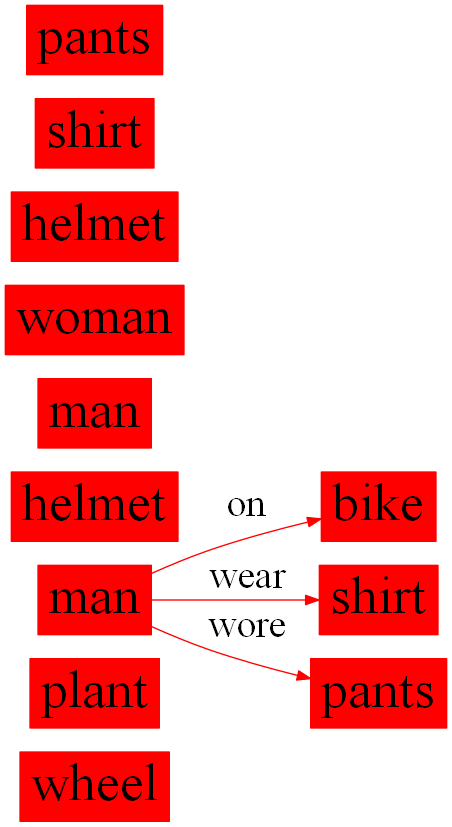 pants
shirt
helmet
woman
man
helmet
on
bike
man
wear
shirt
wore
plant
pants
wheel